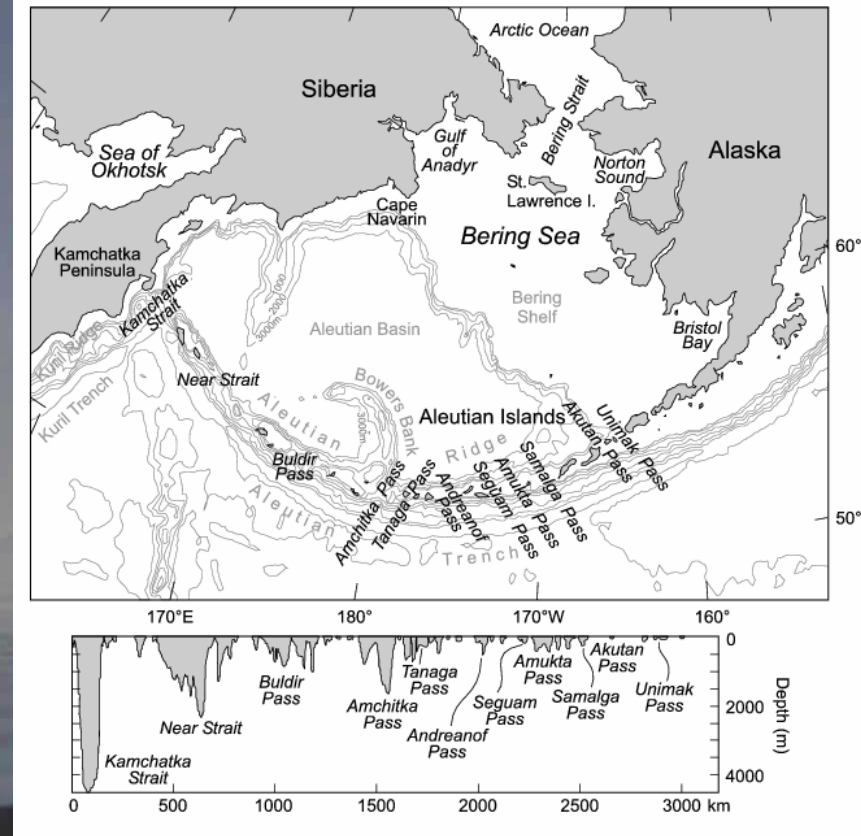 Arctic Ocean
Siberia
Bering Strait
Gulf
of
Anadyr
Sea of
Okhotsk
Norton
Sound
Alaska
St.
Lawrence I.
Cape
Navarin
Bering Sea
60°
Kamchatka
Peninsula
Kamchatka
Strait
3000m 2000 1000
Bering
Shelf
Aleutian Basin
Bristol
Bay
Kuril Ridge
Near Strait
Kuril Trench
Bowers Bank
3000m
Aleutian
Aleutian Islands
Akutan Pass
Unimak Pass
Ridge
Buldir
Pass
Samalga Pass
Amukta Pass
Seguam Pass
Andreanof
Pass
Tanaga Pass
Amchitka Pass
Aleutian
Trench
50°
170°E
180°
170°W
160°
0
Buldir
Pass
Tanaga
Pass
Amukta
Pass
Akutan
Pass
Near Strait
Amchitka
Pass
Seguam
Pass
Samalga
Pass
Unimak
Pass
2000
Depth (m)
Andreanof
Pass
Kamchatka
Strait
4000
0
500
1000
1500
2000
2500
3000 km